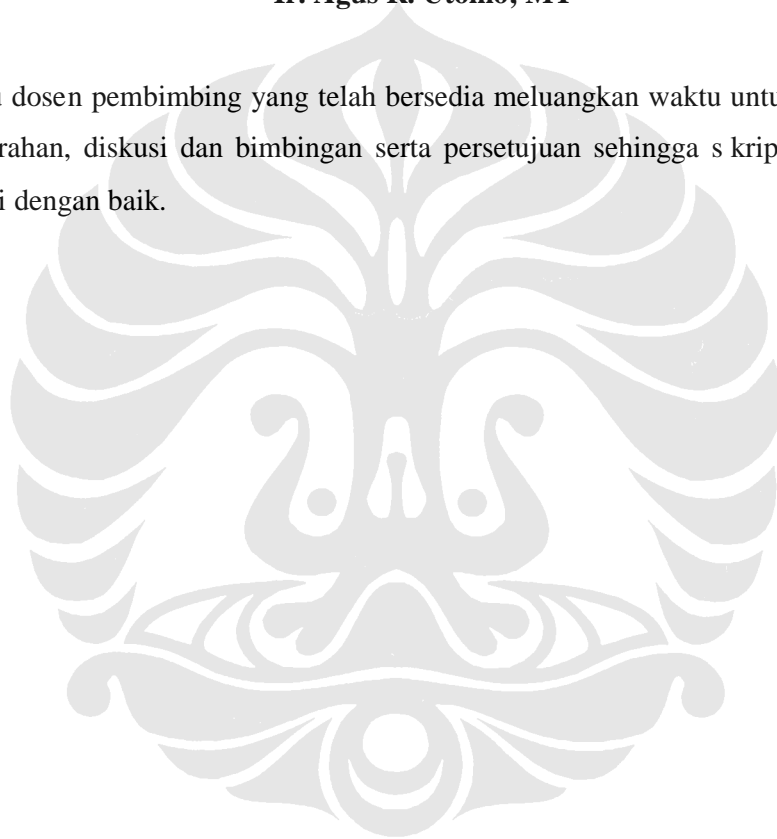 Ir. Agus R. Utomo, MT
u dosen pembimbing yang telah bersedia meluangkan waktu untu
rahan, diskusi dan bimbingan serta persetujuan sehingga s krip
i dengan baik.